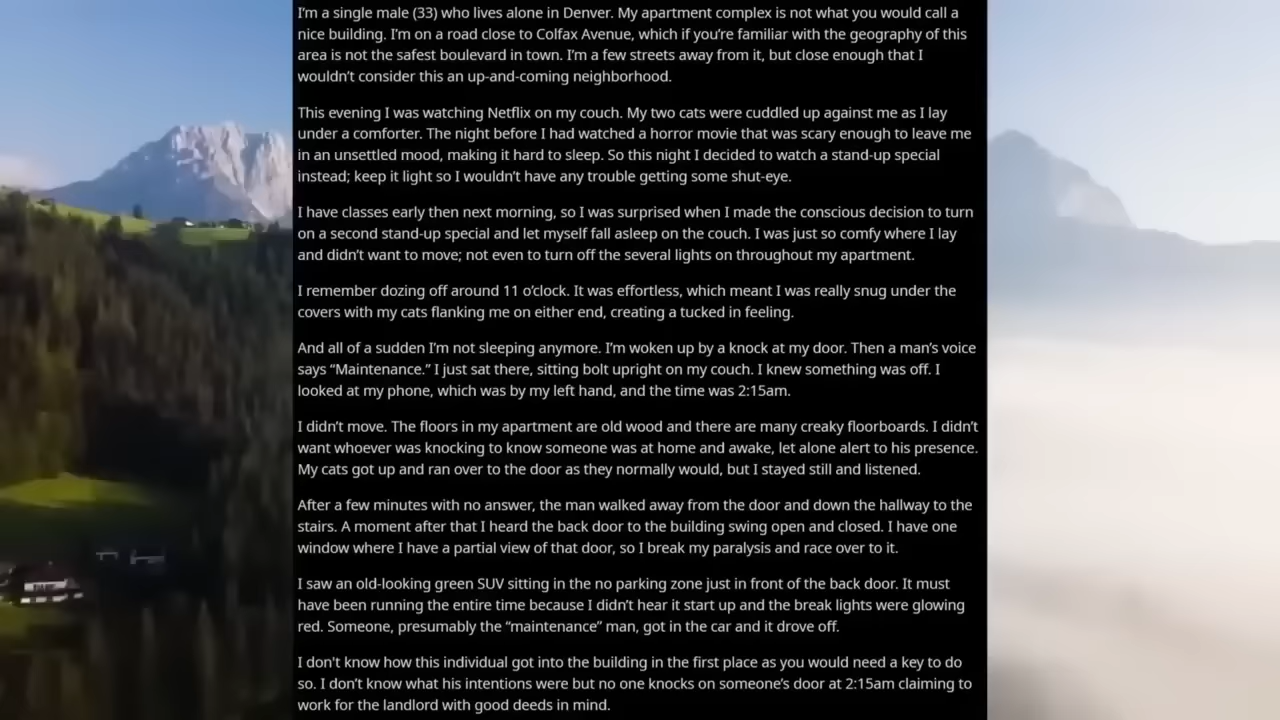 I'm a single male (33) who lives alone in Denver. My apartment complex is not what you would call a
nice building. I'm on a road close to Colfax Avenue, which if you're familiar with the geography of this
area is not the safest boulevard in town. I'm a few streets away from it, but close enough that I
wouldn't consider this an up-and-coming neighborhood.
This evening I was watching Netflix on my couch. My two cats were cuddled up against me as I lay
under a comforter. The night before I had watched a horror movie that was scary enough to leave me
in an unsettled mood, making it hard to sleep. So this night I decided to watch a stand-up special
instead; keep it light so I wouldn't have any trouble getting some shut-eye.
I have classes early then next morning, so I was surprised when I made the conscious decision to turn
on a second stand-up special and let myself fall asleep on the couch. I was just so comfy where I lay
and didn't want to move; not even to turn off the several lights on throughout my apartment.
I remember dozing off around 11 o'clock. It was effortless, which meant I was really snug under the
covers with my cats flanking me on either end, creating a tucked in feeling.
And all of a sudden I'm not sleeping anymore. I'm woken up by a knock at my door. Then a man's voice
says “Maintenance.” I just sat there, sitting bolt upright on my couch. I knew something was off. I
looked at my phone, which was by my left hand, and the time was 2:15am.
I didn't move. The floors in my apartment are old wood and there are many creaky floorboards. I didn't
want whoever was knocking to know someone was at home and awake, let alone alert to his presence.
My cats got up and ran over to the door as they normally would, but I stayed still and listened.
After a few minutes with no answer, the man walked away from the door and down the hallway to the
stairs. A moment after that I heard the back door to the building swing open and closed. I have one
window where I have a partial view of that door, so I break my paralysis and race over to it.
I saw an old-looking green SUV sitting in the no parking zone just in front of the back door. It must
have been running the entire time because I didn't hear it start up and the break lights were glowing
red. Someone, presumably the “maintenance” man, got in the car and it drove off.
I don't know how this individual got into the building in the first place as you would need a key to do
so. I don't know what his intentions were but no one knocks on someone's door at 2:15am claiming to
work for the landlord with good deeds in mind.